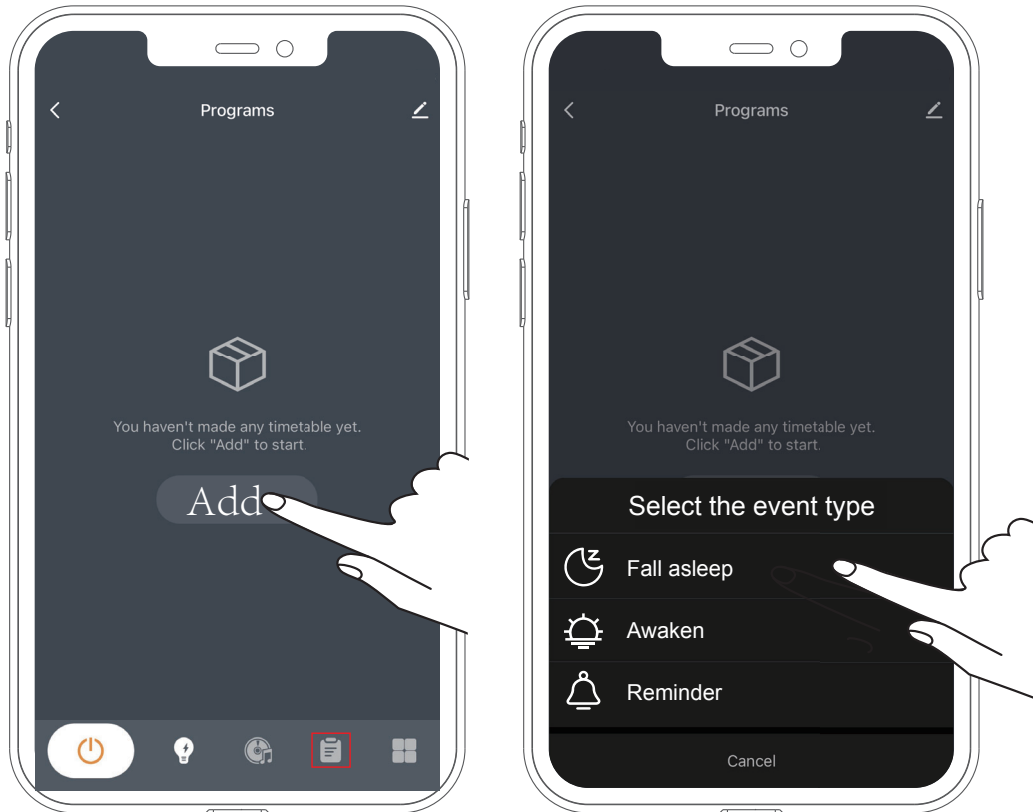 Programs
You haven't made any timetable yet.
Click "Add" to start.
Add
Programs
You haven't made any timetable yet.
Click "Add" to start.
Select the event type
Fall asleep
Awaken
Reminder
Cancel